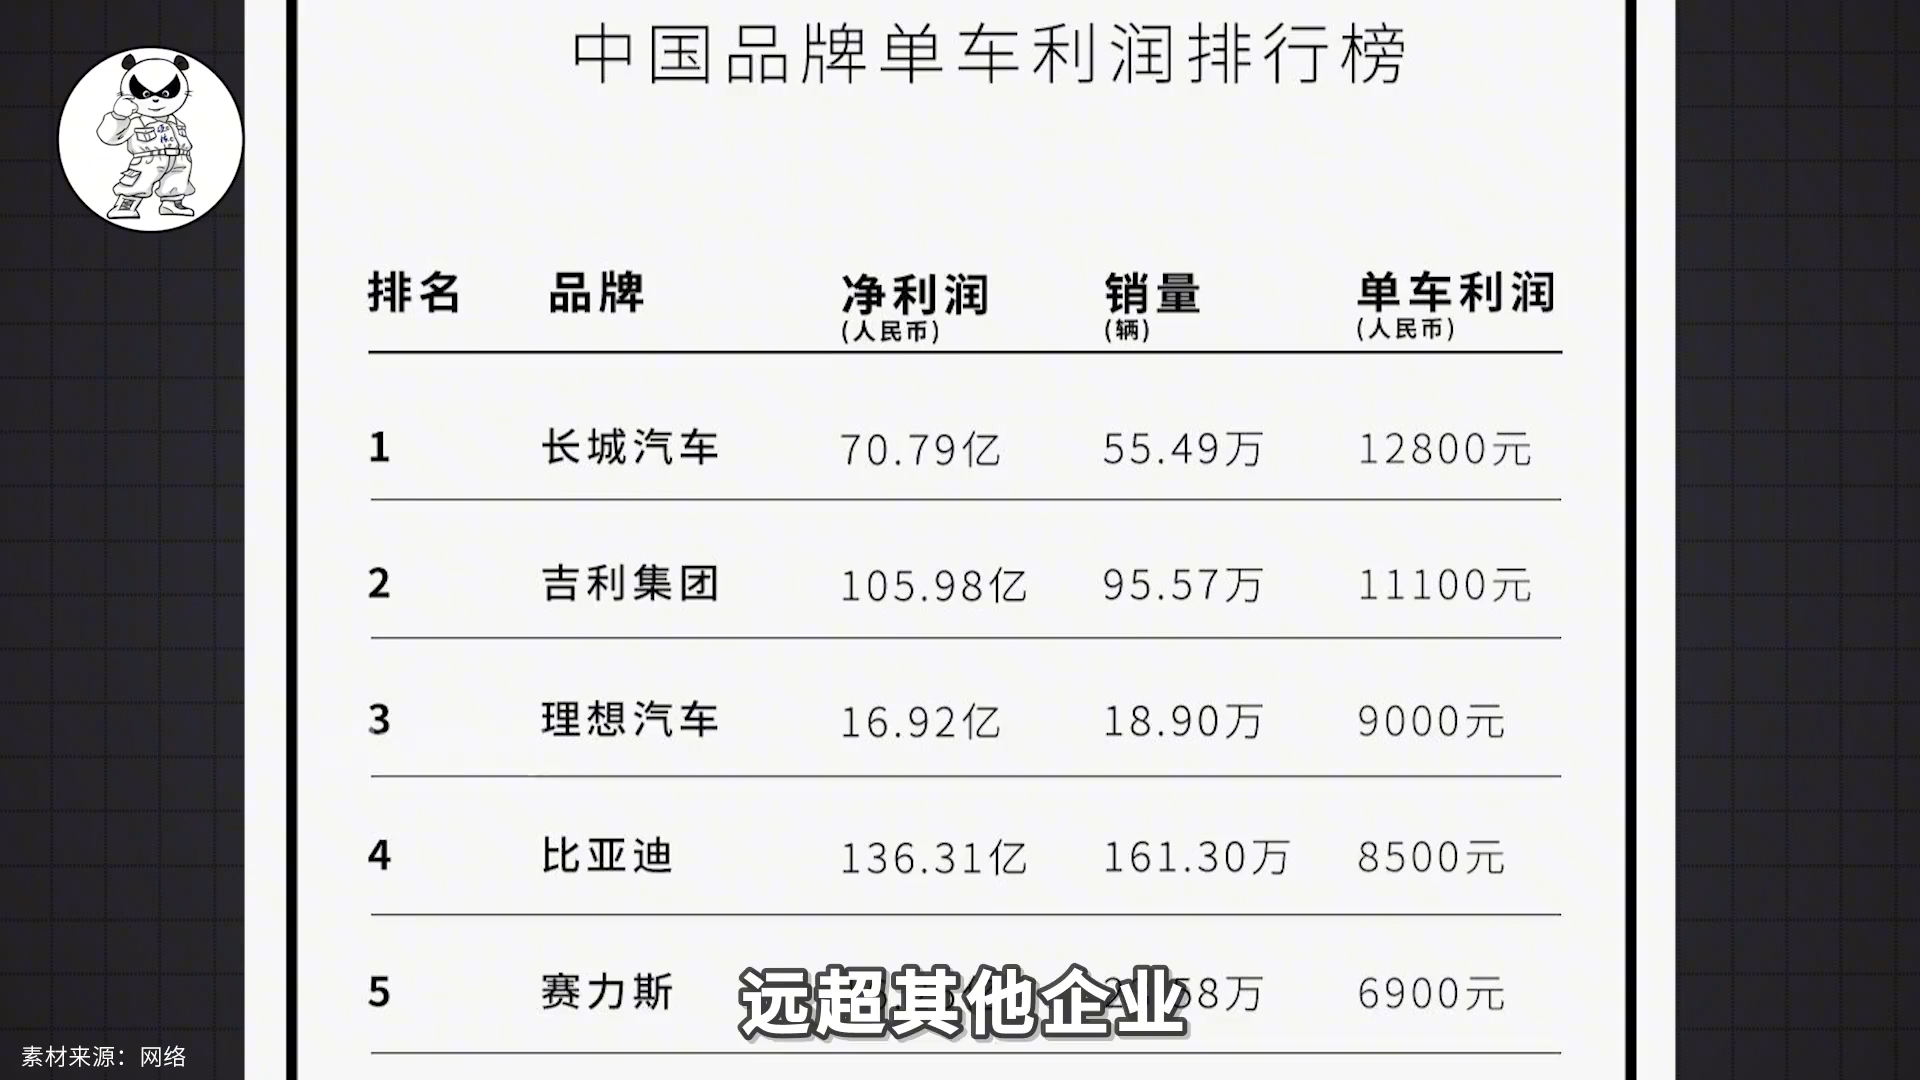 中国品牌单车利润排行榜
排名 品牌 净利润 销量 单车利润
(人民币) (辆) (人民币)
1 长城汽车 70.79亿 55.49万 12800元
2 吉利集团 105.98亿 95.57万 11100元
3 理想汽车 16.92亿 18.90万 9000元
4 比亚迪 136.31亿 161.30万 8500元
5 赛力斯 6900元
远超其他企业
素材来源：网络